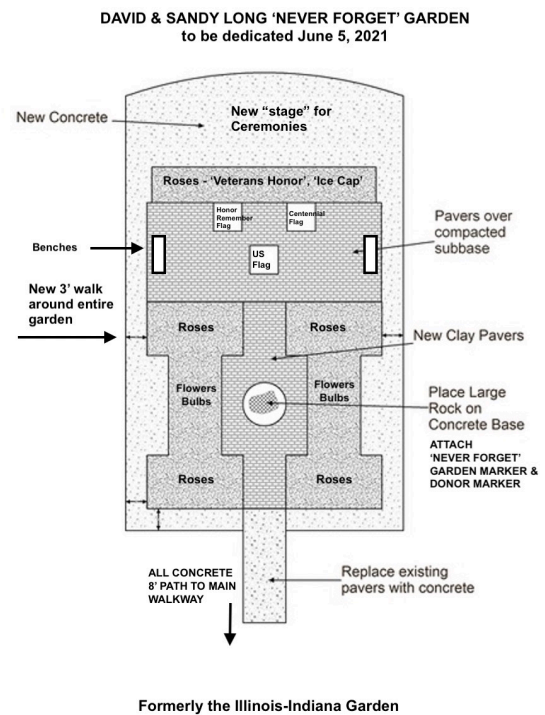 DAVID & SANDY LONG ‘NEVER FORGET’ GARDEN
to be dedicated June 5, 2021
New Concrete
New “stage” for
Ceremonies
Roses - ‘Veterans Honor’, ‘Ice Cap’
Honor
Remember
Flag
Centennial
Flag
Pavers over
compacted
subbase
Benches
US
Flag
New 3’ walk
around entire
garden
Roses
Roses
New Clay Pavers
Flowers
Bulbs
Flowers
Bulbs
Place Large
Rock on
Concrete Base
ATTACH
‘NEVER FORGET’
GARDEN MARKER &
DONOR MARKER
Roses
Roses
ALL CONCRETE
8’ PATH TO MAIN
WALKWAY
Replace existing
pavers with concrete
Formerly the Illinois-Indiana Garden